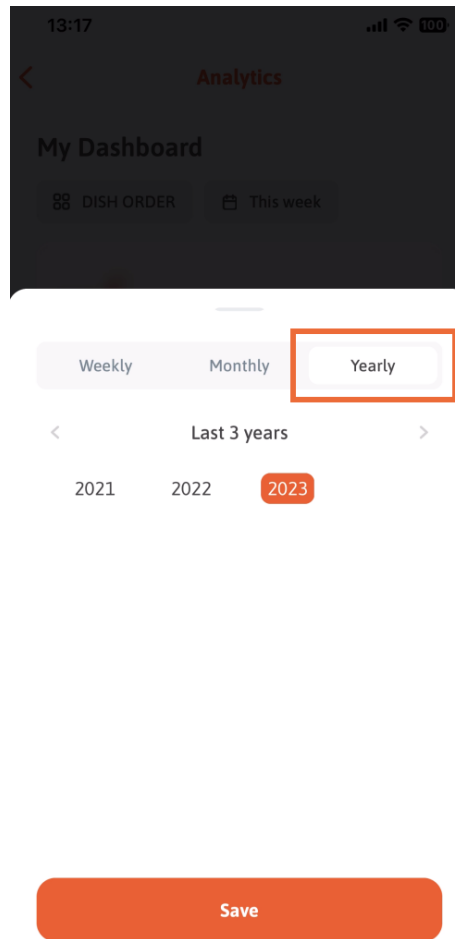 13:17 100
Analytics
My Dashboard
DISH ORDER This week
Weekly Monthly Yearly
Last 3 years
2021 2022 2023
Save